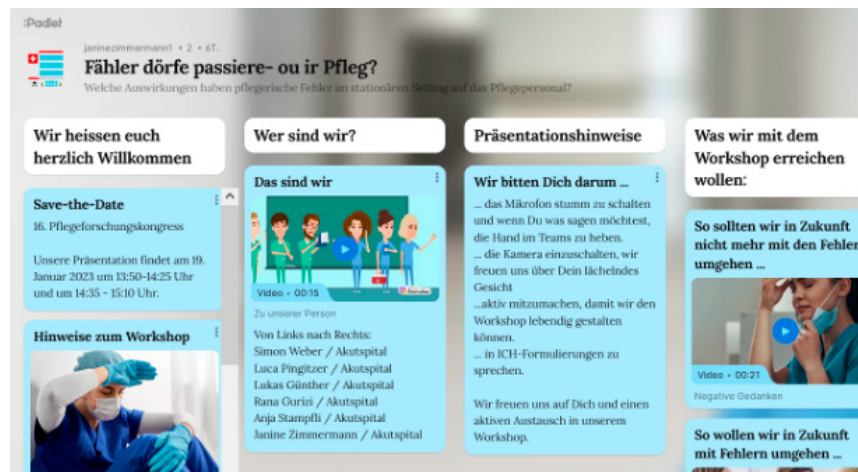 :Padlet
janinezimmermann1 • 2 • 6T.
Fähler dörfe passiere- ou ir Pfleg?
Welche Auswirkungen haben pflegerische Fehler im stationären Setting auf das Pflegepersonal?
Wir heissen euch
herzlich Willkommen
Save-the-Date
16. Pflegeforschungskongress
Unsere Präsentation findet am 19.
Januar 2023 um 13:50-14:25 Uhr
und um 14:35 - 15:10 Uhr.
Hinweise zum Workshop
Wer sind wir?
Das sind wir
Video • 00:15
Zu unserer Person
Von Links nach Rechts:
Simon Weber / Akutspital
Luca Pingitzer / Akutspital
Lukas Günther / Akutspital
Rana Gurizi / Akutspital
Anja Stampfli / Akutspital
Janine Zimmermann / Akutspital
Präsentationshinweise
Wir bitten Dich darum ...
... das Mikrofon stumm zu schalten
und wenn Du was sagen möchtest,
die Hand im Teams zu heben.
... die Kamera einzuschalten, wir
freuen uns über Dein lächelndes
Gesicht
...aktiv mitzumachen, damit wir den
Workshop lebendig gestalten
können.
... in ICH-Formulierungen zu
sprechen.
Wir freuen uns auf Dich und einen
aktiven Austausch in unserem
Workshop.
Was wir mit dem
Workshop erreichen
wollen:
So sollten wir in Zukunft
nicht mehr mit den Fehler
umgehen ...
Video • 00:21
Negative Gedanken
So wollen wir in Zukunft
mit Fehlern umgehen ...